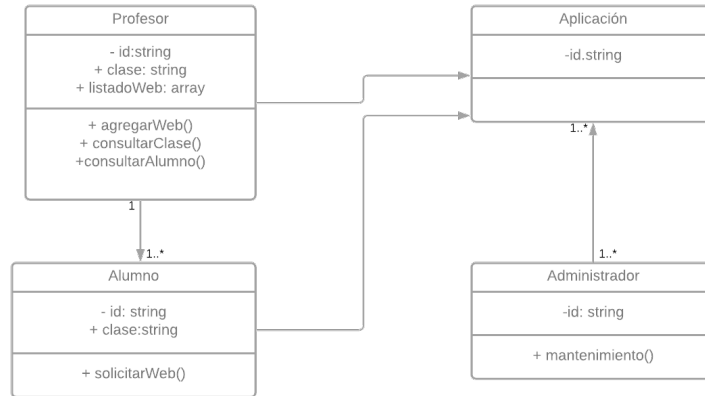 Profesor
- id:string
+ clase: string
+ listadoWeb: array
+ agregarWeb()
+ consultarClase()
+consultarAlumno()
1
1..*
Alumno
- id: string
+ clase:string
+ solicitarWeb()
Aplicación
-id.string
1..*
1..*
Administrador
-id: string
+ mantenimiento()